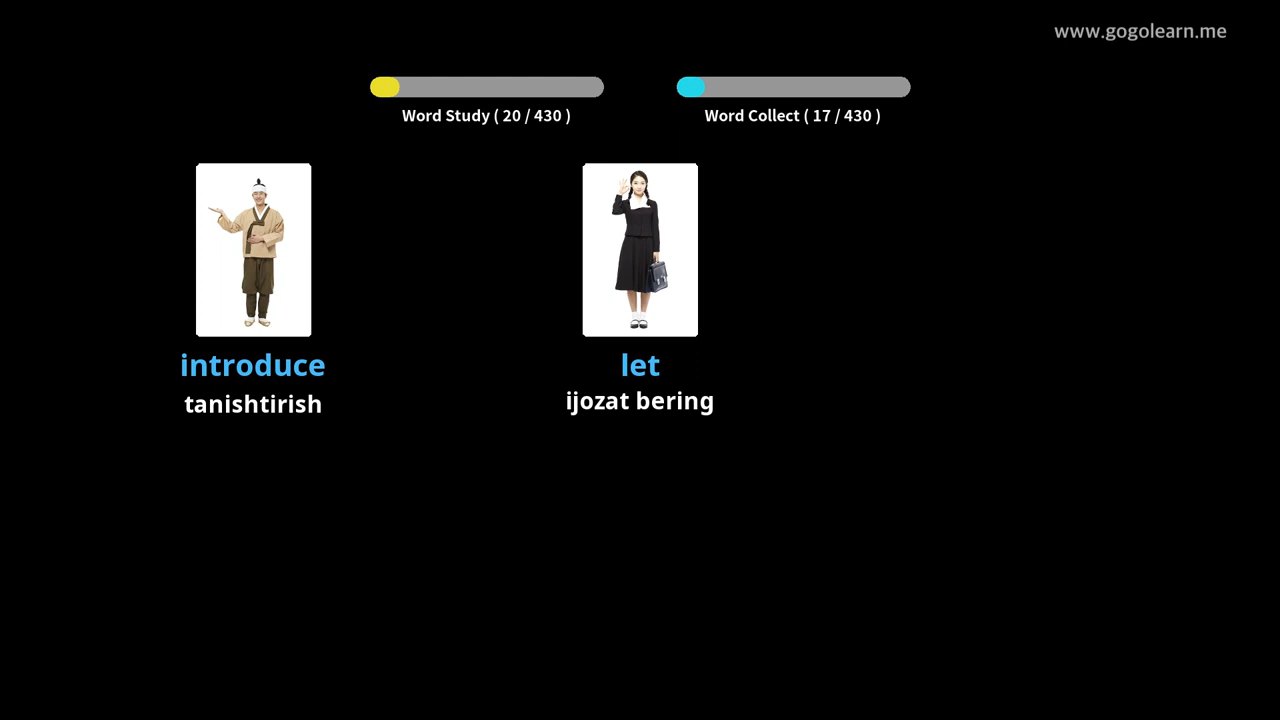 www.gogolearn.me
Word Study ( 20 / 430 )
Word Collect ( 17 / 430 )
introduce
tanishtirish
let
ijozat bering